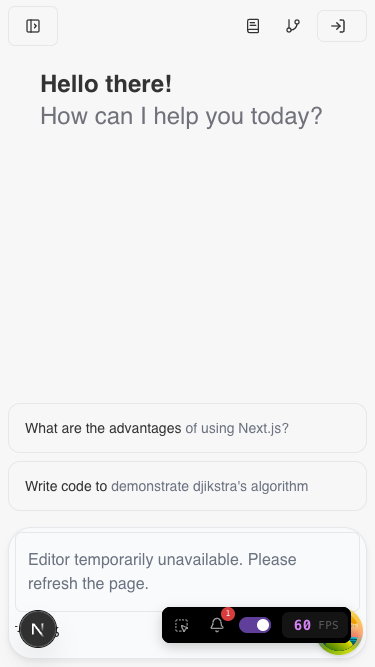 Hello there!
How can I help you today?
What are the advantages of using Next.js?
Write code to demonstrate djikstra's algorithm
Editor temporarily unavailable. Please
refresh the page.
N
1
60 FPS